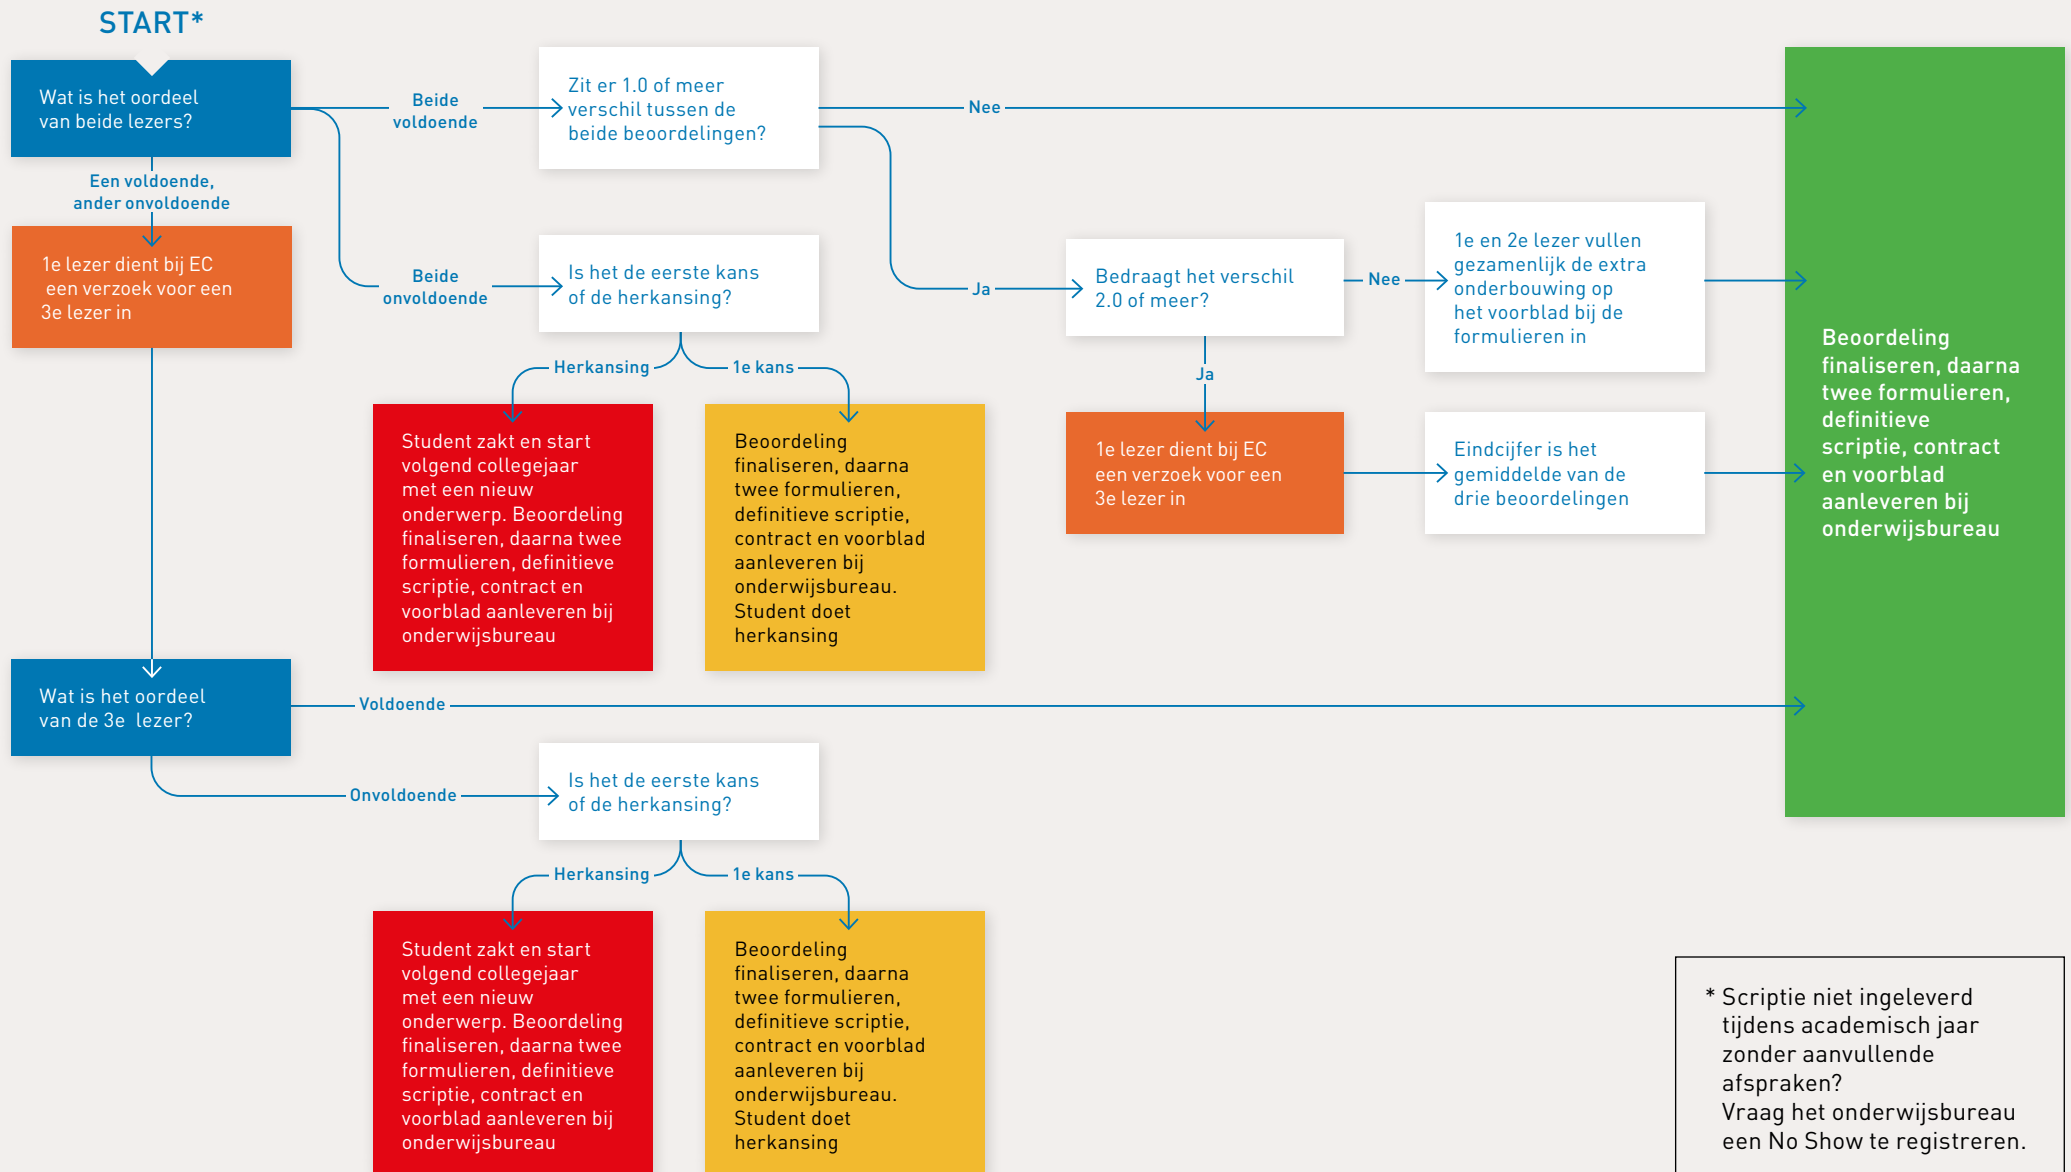 START*
Wat is het oordeel
van beide lezers?
Beide
voldoende
Zit er 1.0 of meer
verschil tussen de
beide beoordelingen?
Nee
Een voldoende,
ander onvoldoende
1e lezer dient bij EC
een verzoek voor een
3e lezer in
Beide
onvoldoende
Is het de eerste kans
of de herkansing?
Ja
Bedraagt het verschil
2.0 of meer?
Nee
1e en 2e lezer vullen
gezamenlijk de extra
onderbouwing op
het voorblad bij de
formulieren in
Herkansing
1e kans
Ja
Student zakt en start
volgend collegejaar
met een nieuw
onderwerp. Beoordeling
finaliseren, daarna twee
formulieren, definitieve
scriptie, contract en
voorblad aanleveren bij
onderwijsbureau
Beoordeling
finaliseren, daarna
twee formulieren,
definitieve scriptie,
contract en voorblad
aanleveren bij
onderwijsbureau.
Student doet
herkansing
1e lezer dient bij EC
een verzoek voor een
3e lezer in
Eindcijfer is het
gemiddelde van de
drie beoordelingen
Beoordeling
finaliseren, daarna
twee formulieren,
definitieve
scriptie, contract
en voorblad
aanleveren bij
onderwijsbureau
Wat is het oordeel
van de 3e lezer?
Voldoende
Onvoldoende
Is het de eerste kans
of de herkansing?
Herkansing
1e kans
Student zakt en start
volgend collegejaar
met een nieuw
onderwerp. Beoordeling
finaliseren, daarna twee
formulieren, definitieve
scriptie, contract en
voorblad aanleveren bij
onderwijsbureau
Beoordeling
finaliseren, daarna
twee formulieren,
definitieve scriptie,
contract en voorblad
aanleveren bij
onderwijsbureau.
Student doet
herkansing
* Scriptie niet ingeleverd
tijdens academisch jaar
zonder aanvullende
afspraken?
Vraag het onderwijsbureau
een No Show te registreren.